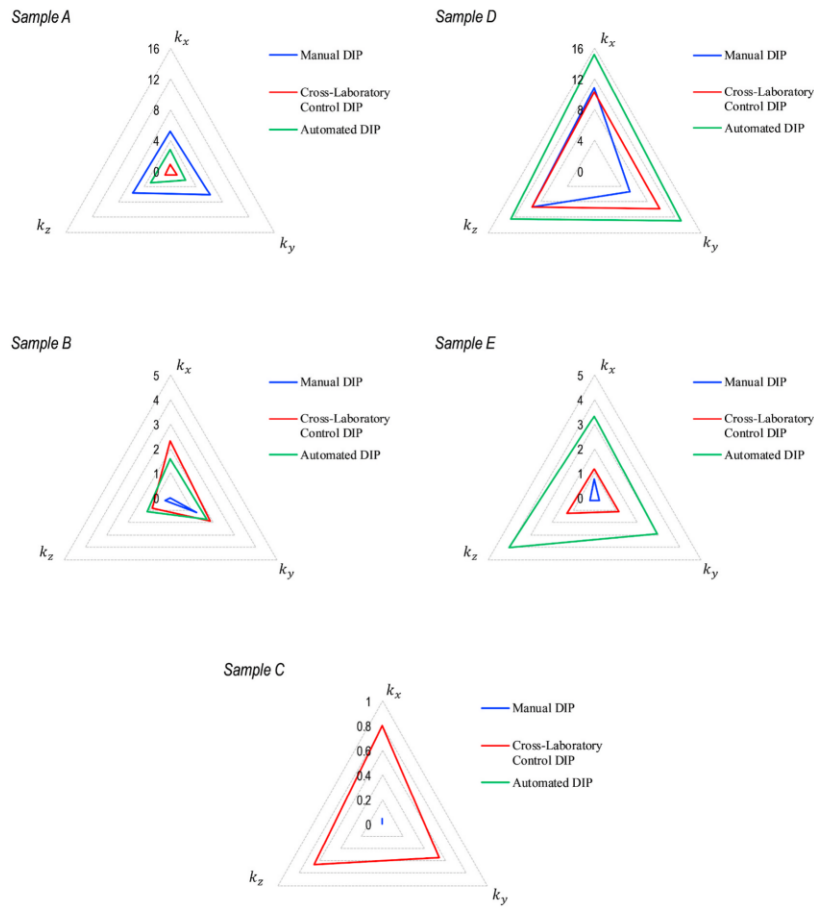 Sample A
k_x
16
12
8
4
0
k_z
k_y
Manual DIP
Cross-Laboratory
Control DIP
Automated DIP
Sample D
k_x
16
12
8
4
0
k_z
k_y
Manual DIP
Cross-Laboratory
Control DIP
Automated DIP
Sample B
k_x
5
4
3
2
1
0
k_z
k_y
Manual DIP
Cross-Laboratory
Control DIP
Automated DIP
Sample E
k_x
5
4
3
2
1
0
k_z
k_y
Manual DIP
Cross-Laboratory
Control DIP
Automated DIP
Sample C
k_x
1
0.8
0.6
0.4
0.2
0
k_z
k_y
Manual DIP
Cross-Laboratory
Control DIP
Automated DIP